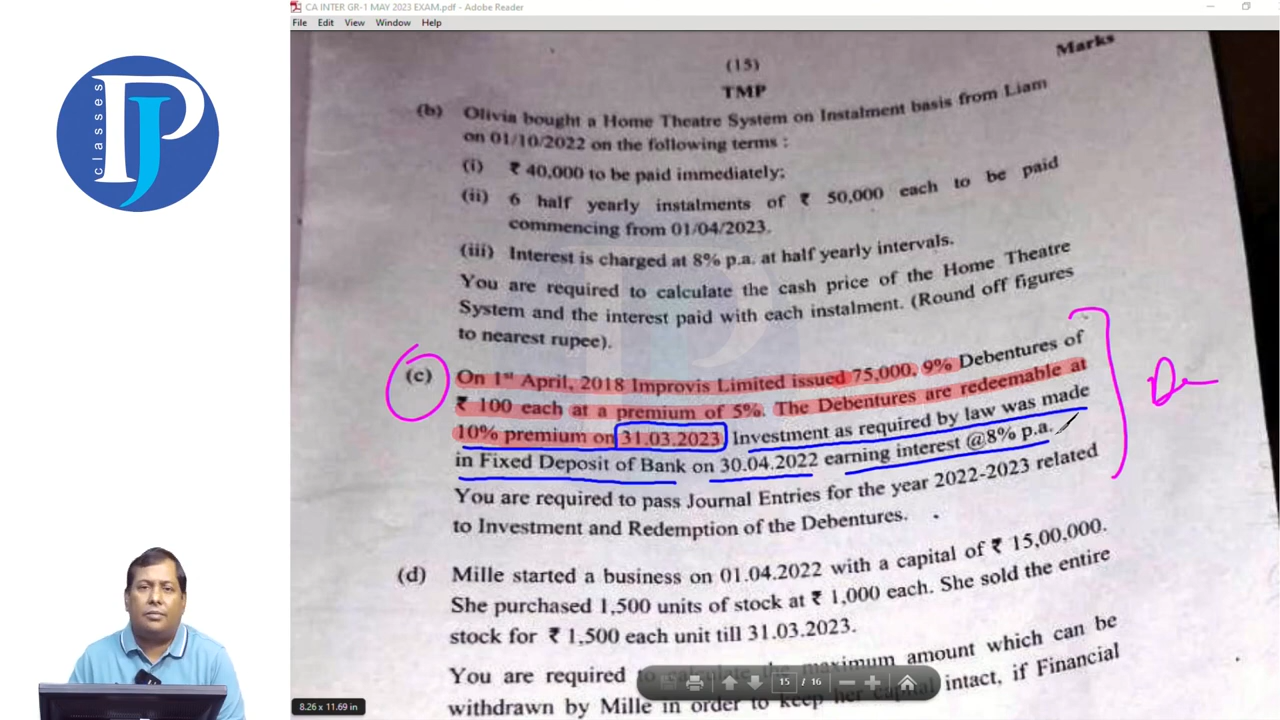 CA INTER GR-1 MAY 2023 EXAM.pdf - Adobe Reader
File Edit View Window Help
PJ
classes
Marks
(15)
TMP
(b) Olivia bought a Home Theatre System on Instalment basis from Liam
on 01/10/2022 on the following terms :
(i) ₹ 40,000 to be paid immediately;
(ii) 6 half yearly instalments of ₹ 50,000 each to be paid
commencing from 01/04/2023.
(iii) Interest is charged at 8% p.a. at half yearly intervals.
You are required to calculate the cash price of the Home Theatre
System and the interest paid with each instalment. (Round off figures
to nearest rupee).
(c) On 1st April, 2018 Improvis Limited issued 75,000, 9% Debentures of
₹ 100 each at a premium of 5%. The Debentures are redeemable at
10% premium on 31.03.2023. Investment as required by law was made
in Fixed Deposit of Bank on 30.04.2022 earning interest @8% p.a.
You are required to pass Journal Entries for the year 2022-2023 related
to Investment and Redemption of the Debentures.
De
(d) Mille started a business on 01.04.2022 with a capital of ₹ 15,00,000.
She purchased 1,500 units of stock at ₹ 1,000 each. She sold the entire
stock for ₹ 1,500 each unit till 31.03.2023.
You are required to calculate the maximum amount which can be
withdrawn by Mille in order to keep her capital intact, if Financial
15 / 16
8.26 x 11.69 in